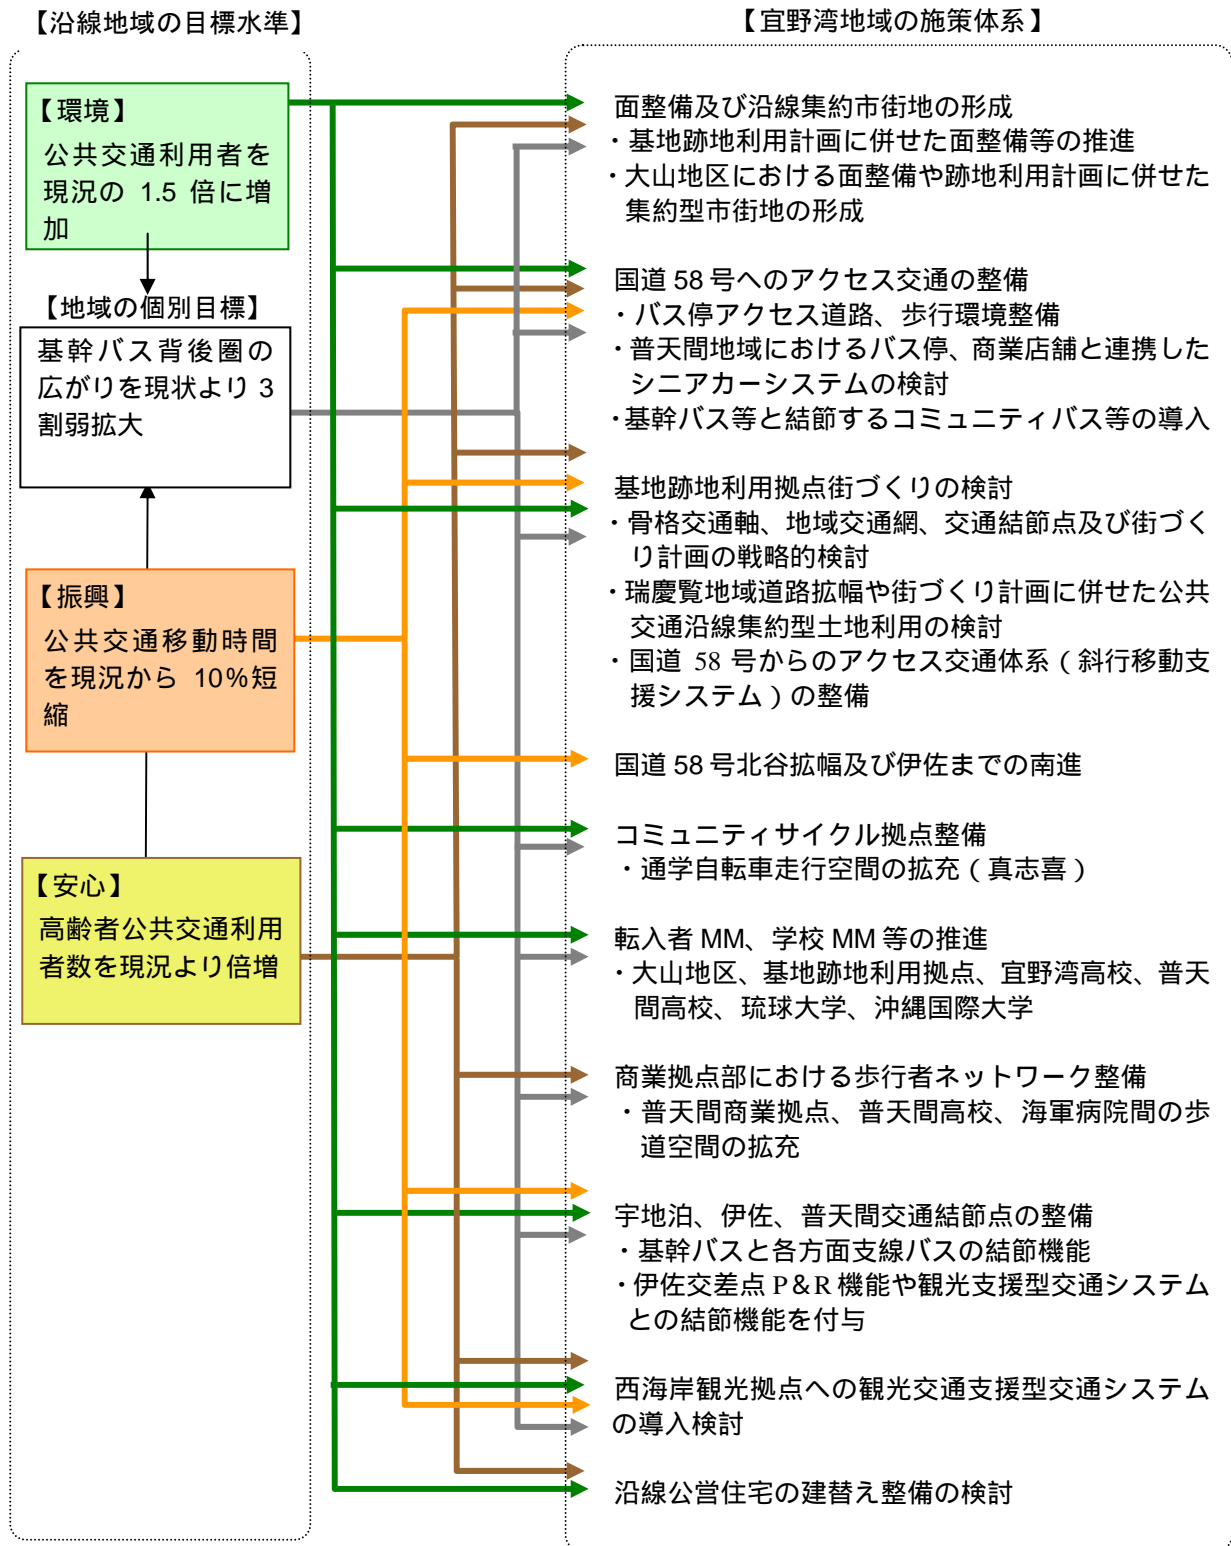 【沿線地域の目標水準】
【環境】
公共交通利用者を
現況の 1.5 倍に増
加
【地域の個別目標】
基幹バス背後圏の
広がりを現状より 3
割弱拡大
【振興】
公共交通移動時間
を現況から 10%短
縮
【安心】
高齢者公共交通利用
者数を現況より倍増
【宜野湾地域の施策体系】
面整備及び沿線集約市街地の形成
・基地跡地利用計画に併せた面整備等の推進
・大山地区における面整備や跡地利用計画に併せた
集約型市街地の形成
国道 58 号へのアクセス交通の整備
・バス停アクセス道路、歩行環境整備
・普天間地域におけるバス停、商業店舗と連携した
シニアカーシステムの検討
・基幹バス等と結節するコミュニティバス等の導入
基地跡地利用拠点街づくりの検討
・骨格交通軸、地域交通網、交通結節点及び街づく
り計画の戦略的検討
・瑞慶覧地域道路拡幅や街づくり計画に併せた公共
交通沿線集約型土地利用の検討
・国道 58 号からのアクセス交通体系（斜行移動支
援システム）の整備
国道 58 号北谷拡幅及び伊佐までの南進
コミュニティサイクル拠点整備
・通学自転車走行空間の拡充（真志喜）
転入者 MM、学校 MM 等の推進
・大山地区、基地跡地利用拠点、宜野湾高校、普天
間高校、琉球大学、沖縄国際大学
商業拠点部における歩行者ネットワーク整備
・普天間商業拠点、普天間高校、海軍病院間の歩
道空間の拡充
宇地泊、伊佐、普天間交通結節点の整備
・基幹バスと各方面支線バスの結節機能
・伊佐交差点 P&R 機能や観光支援型交通システム
との結節機能を付与
西海岸観光拠点への観光交通支援型交通システム
の導入検討
沿線公営住宅の建替え整備の検討